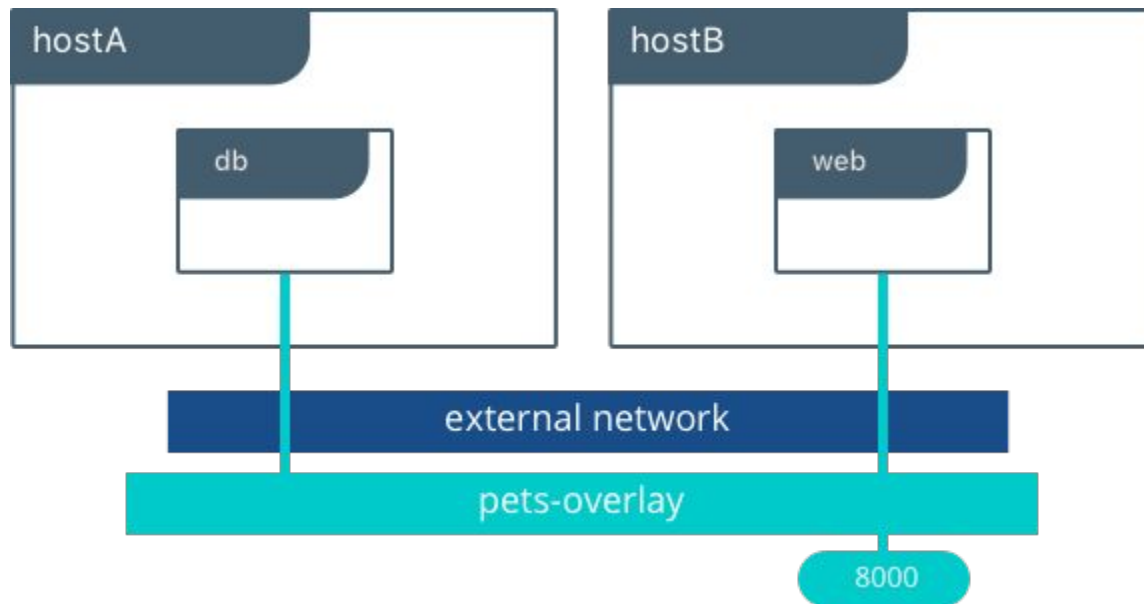 hostA
hostB
db
web
external network
pets-overlay
8000